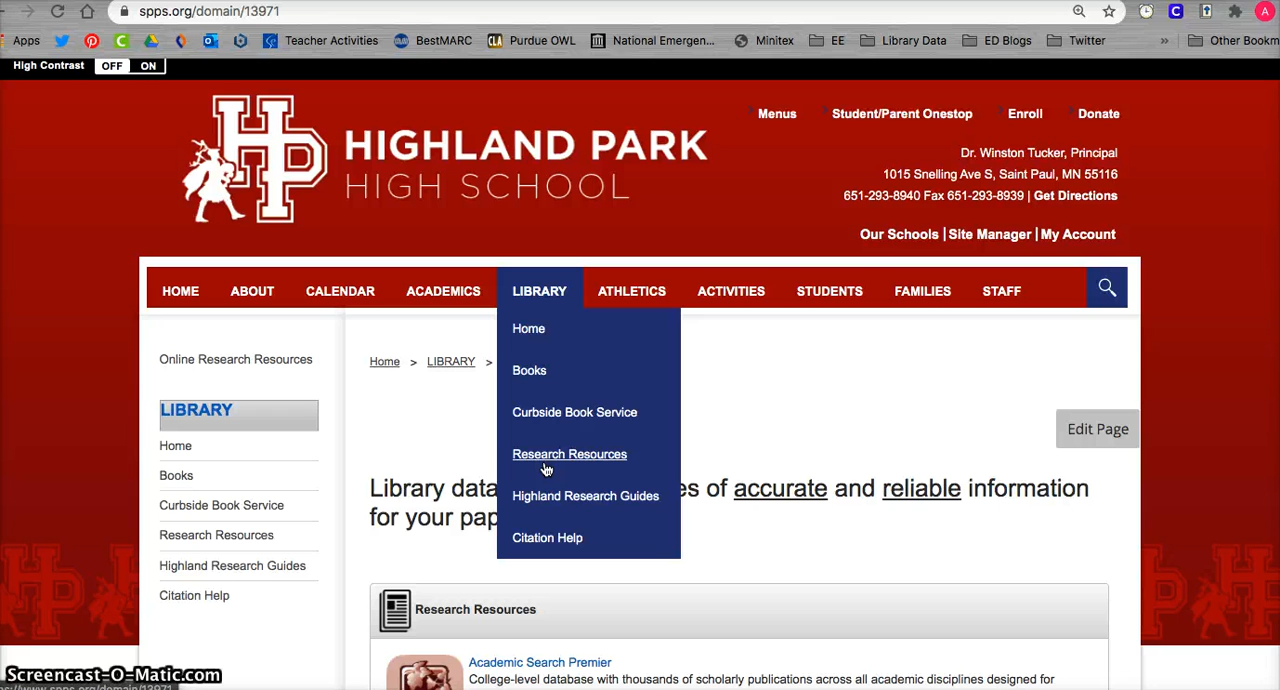 spps.org/domain/13971
A
Apps
Teacher Activities
BestMARC
CLA Purdue OWL
National Emergen...
Minitex
EE
Library Data
ED Blogs
Twitter
»
Other Bookm
High Contrast OFF ON
HP
HIGHLAND PARK
HIGH SCHOOL
Menus
Student/Parent Onestop
Enroll
Donate
Dr. Winston Tucker, Principal
1015 Snelling Ave S, Saint Paul, MN 55116
651-293-8940 Fax 651-293-8939 | Get Directions
Our Schools | Site Manager | My Account
HOME
ABOUT
CALENDAR
ACADEMICS
LIBRARY
ATHLETICS
ACTIVITIES
STUDENTS
FAMILIES
STAFF
Home
Books
Curbside Book Service
Research Resources
Highland Research Guides
Citation Help
Online Research Resources
LIBRARY
Home
Books
Curbside Book Service
Research Resources
Highland Research Guides
Citation Help
Home > LIBRARY >
Edit Page
Library data es of accurate and reliable information
for your pap
Research Resources
Academic Search Premier
College-level database with thousands of scholarly publications across all academic disciplines designed for
Screencast-O-Matic.com